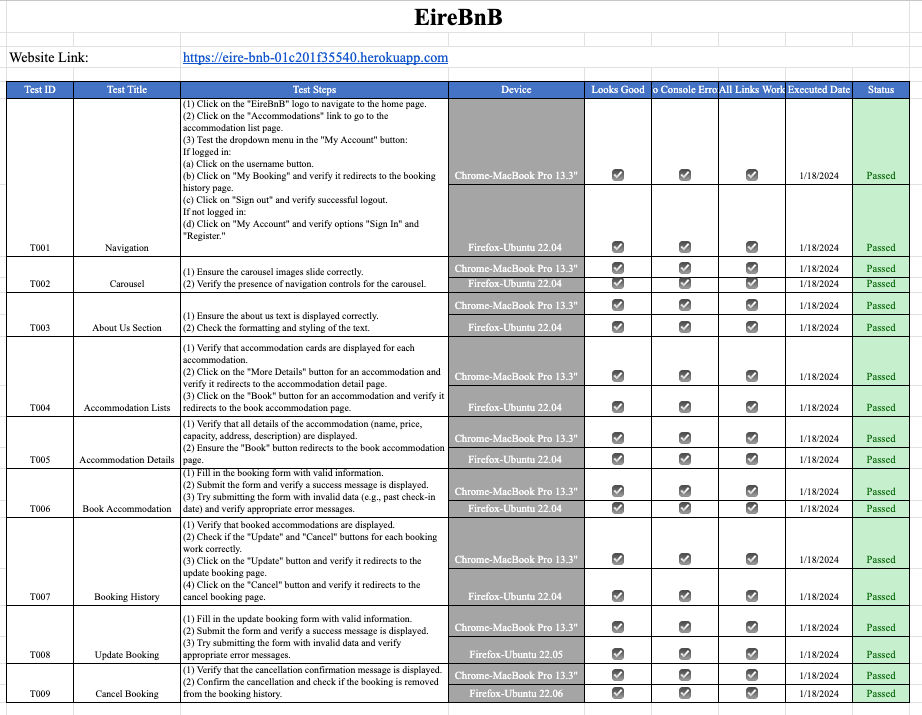 EireBnB
Website Link: https://eire-bnb-01c201f35540.herokuapp.com
Test ID Test Title Test Steps Device Looks Good o Console Erro All Links Work Executed Date Status
(1) Click on the "EireBnB" logo to navigate to the home page.
(2) Click on the "Accommodations" link to go to the
accommodation list page.
(3) Test the dropdown menu in the "My Account" button:
If logged in:
(a) Click on the username button.
(b) Click on "My Booking" and verify it redirects to the booking
history page.
(c) Click on "Sign out" and verify successful logout.
If not logged in:
(d) Click on "My Account" and verify options "Sign In" and
"Register."
Chrome-MacBook Pro 13.3" 1/18/2024 Passed
T001 Navigation Firefox-Ubuntu 22.04 1/18/2024 Passed
(1) Ensure the carousel images slide correctly.
(2) Verify the presence of navigation controls for the carousel.
Chrome-MacBook Pro 13.3" 1/18/2024 Passed
T002 Carousel Firefox-Ubuntu 22.04 1/18/2024 Passed
(1) Ensure the about us text is displayed correctly.
(2) Check the formatting and styling of the text.
Chrome-MacBook Pro 13.3" 1/18/2024 Passed
T003 About Us Section Firefox-Ubuntu 22.04 1/18/2024 Passed
(1) Verify that accommodation cards are displayed for each
accommodation.
(2) Click on the "More Details" button for an accommodation and
verify it redirects to the accommodation detail page.
(3) Click on the "Book" button for an accommodation and verify it
redirects to the book accommodation page.
Chrome-MacBook Pro 13.3" 1/18/2024 Passed
T004 Accommodation Lists Firefox-Ubuntu 22.04 1/18/2024 Passed
(1) Verify that all details of the accommodation (name, price,
capacity, address, description) are displayed.
(2) Ensure the "Book" button redirects to the book accommodation
page.
Chrome-MacBook Pro 13.3" 1/18/2024 Passed
T005 Accommodation Details Firefox-Ubuntu 22.04 1/18/2024 Passed
(1) Fill in the booking form with valid information.
(2) Submit the form and verify a success message is displayed.
(3) Try submitting the form with invalid data (e.g., past check-in
date) and verify appropriate error messages.
Chrome-MacBook Pro 13.3" 1/18/2024 Passed
T006 Book Accommodation Firefox-Ubuntu 22.04 1/18/2024 Passed
(1) Verify that booked accommodations are displayed.
(2) Check if the "Update" and "Cancel" buttons for each booking
work correctly.
(3) Click on the "Update" button and verify it redirects to the
update booking page.
(4) Click on the "Cancel" button and verify it redirects to the
cancel booking page.
Chrome-MacBook Pro 13.3" 1/18/2024 Passed
T007 Booking History Firefox-Ubuntu 22.04 1/18/2024 Passed
(1) Fill in the update booking form with valid information.
(2) Submit the form and verify a success message is displayed.
(3) Try submitting the form with invalid data and verify
appropriate error messages.
Chrome-MacBook Pro 13.3" 1/18/2024 Passed
T008 Update Booking Firefox-Ubuntu 22.05 1/18/2024 Passed
(1) Verify that the cancellation confirmation message is displayed.
(2) Confirm the cancellation and check if the booking is removed
from the booking history.
Chrome-MacBook Pro 13.3" 1/18/2024 Passed
T009 Cancel Booking Firefox-Ubuntu 22.06 1/18/2024 Passed